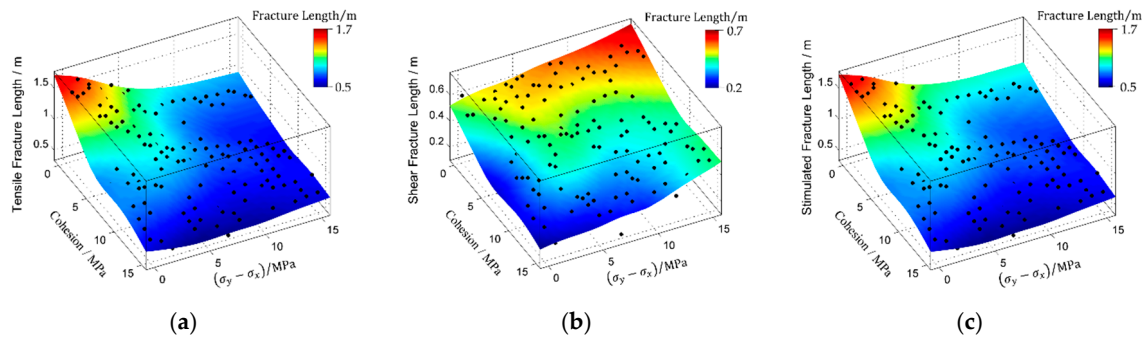 Fracture Length/m
1.7
0.5
Tensile Fracture Length / m
1.5
1
0.5
0
5
10
15
Cohesion / MPa
0
5
10
15
(σy − σx)/MPa
(a)
Fracture Length/m
0.7
0.2
Shear Fracture Length / m
0.6
0.4
0.2
0
5
10
15
Cohesion / MPa
0
5
10
15
(σy − σx)/MPa
(b)
Fracture Length/m
1.7
0.5
Stimulated Fracture Length / m
1.5
1
0.5
0
5
10
15
Cohesion / MPa
0
5
10
15
(σy − σx)/MPa
(c)